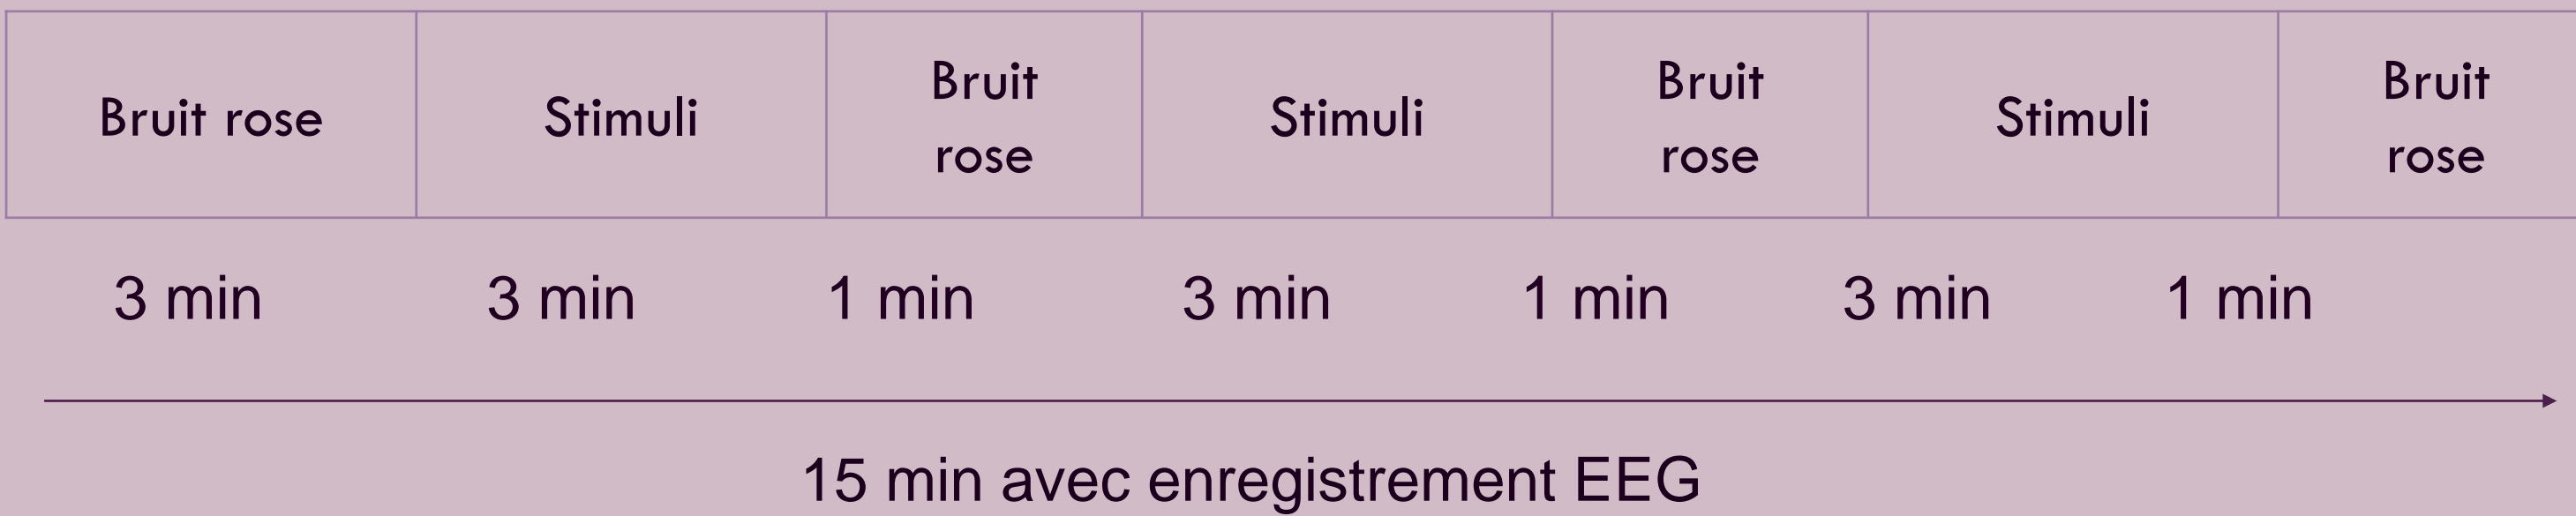 Bruit rose
Stimuli
Bruit
rose
Stimuli
Bruit
rose
Stimuli
Bruit
rose
3 min
3 min
1 min
3 min
1 min
3 min
1 min
15 min avec enregistrement EEG